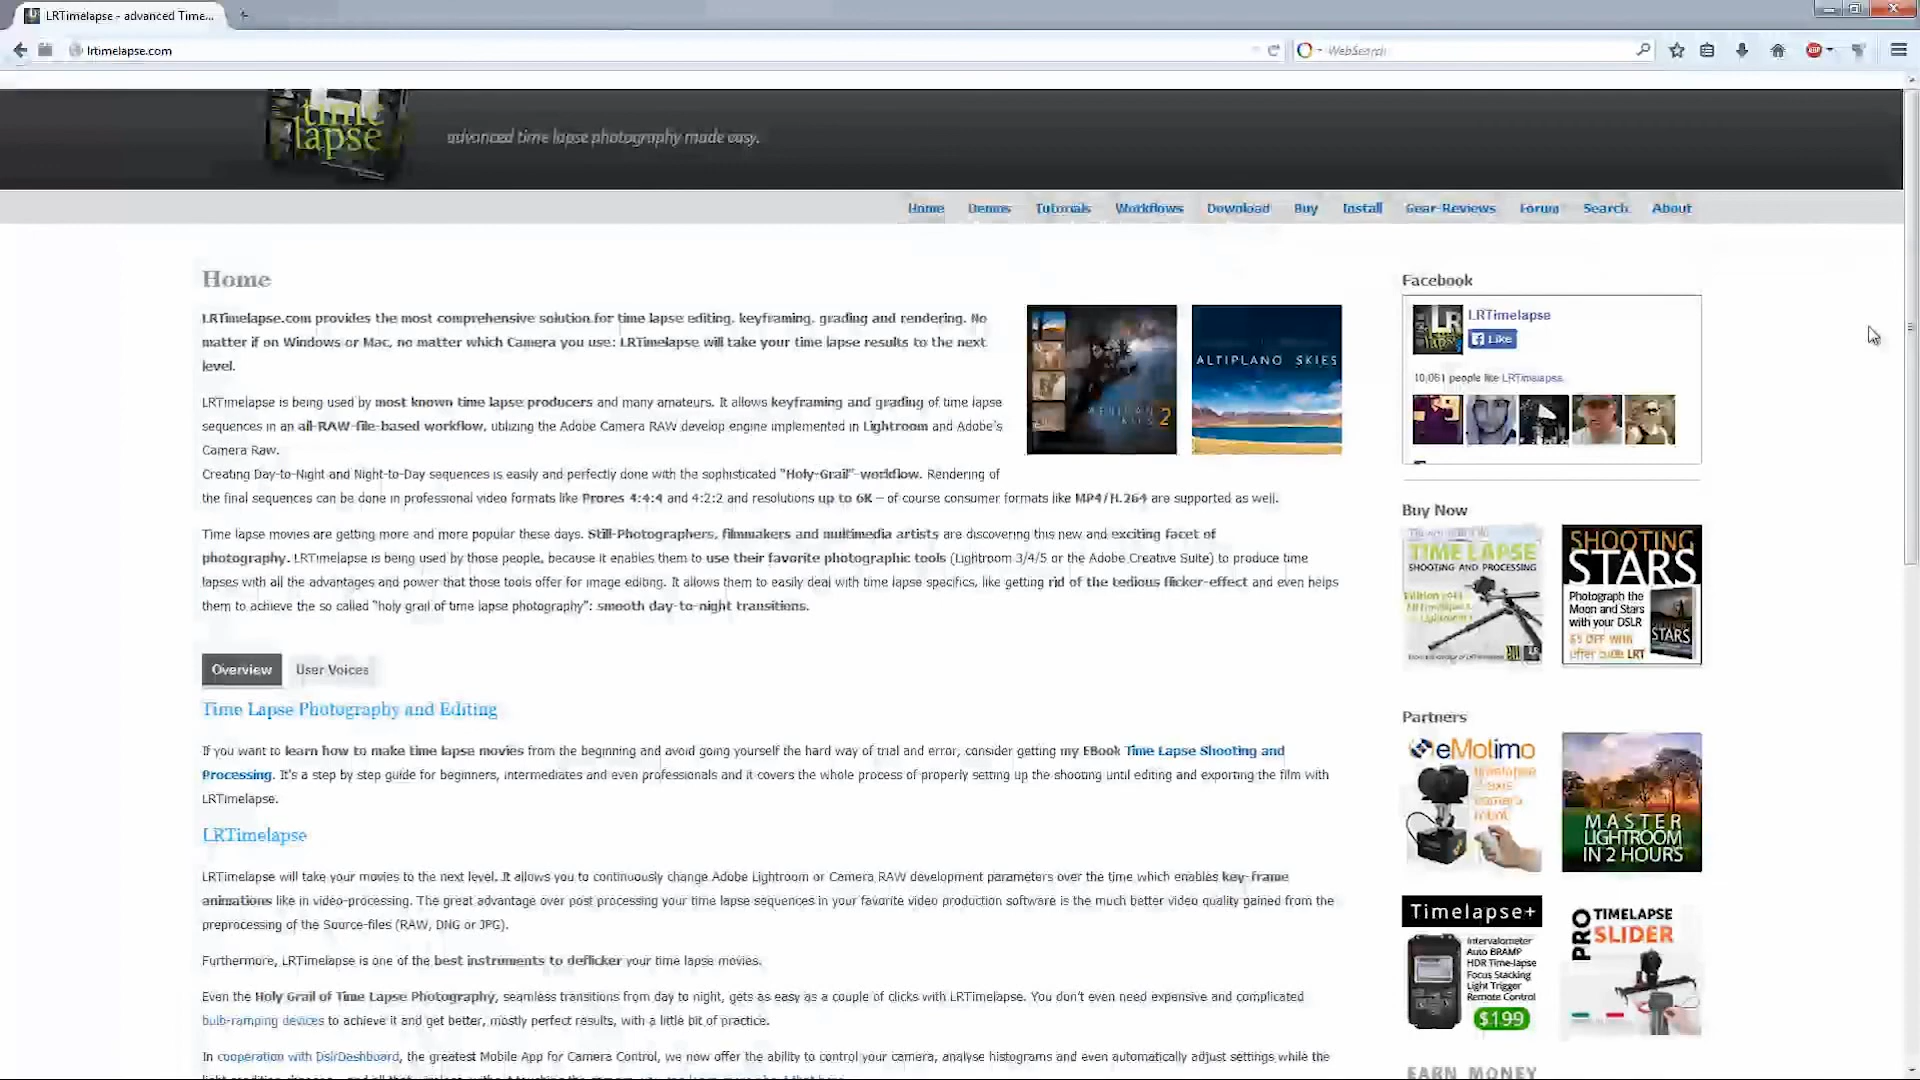 LRTimelapse - advanced Time...
lrtimelapse.com
WebSearch
time
lapse
advanced time lapse photography made easy.
Home Demos Tutorials Workflows Download Buy Install Gear-Reviews Forum Search About
Home
LRTimelapse.com provides the most comprehensive solution for time lapse editing, keyframing, grading and rendering. No
matter if on Windows or Mac, no matter which Camera you use: LRTimelapse will take your time lapse results to the next
level.
LRTimelapse is being used by most known time lapse producers and many amateurs. It allows keyframing and grading of time lapse
sequences in an all-RAW-file-based workflow, utilizing the Adobe Camera RAW develop engine implemented in Lightroom and Adobe's
Camera Raw.
Creating Day-to-Night and Night-to-Day sequences is easily and perfectly done with the sophisticated "Holy-Grail"-workflow. Rendering of
the final sequences can be done in professional video formats like Prores 4:4:4 and 4:2:2 and resolutions up to 6K – of course consumer formats like MP4/H.264 are supported as well.
AFRICAN
SKIES 2
ALTIPLANO SKIES
Time lapse movies are getting more and more popular these days. Still-Photographers, filmmakers and multimedia artists are discovering this new and exciting facet of
photography. LRTimelapse is being used by those people, because it enables them to use their favorite photographic tools (Lightroom 3/4/5 or the Adobe Creative Suite) to produce time
lapses with all the advantages and power that those tools offer for image editing. It allows them to easily deal with time lapse specifics, like getting rid of the tedious flicker-effect and even helps
them to achieve the so called "holy grail of time lapse photography": smooth day-to-night transitions.
Overview User Voices
Time Lapse Photography and Editing
If you want to learn how to make time lapse movies from the beginning and avoid going yourself the hard way of trial and error, consider getting my EBook Time Lapse Shooting and
Processing. It's a step by step guide for beginners, intermediates and even professionals and it covers the whole process of properly setting up the shooting until editing and exporting the film with
LRTimelapse.
LRTimelapse
LRTimelapse will take your movies to the next level. It allows you to continuously change Adobe Lightroom or Camera RAW development parameters over the time which enables key-frame
animations like in video-processing. The great advantage over post processing your time lapse sequences in your favorite video production software is the much better video quality gained from the
preprocessing of the Source-files (RAW, DNG or JPG).
Furthermore, LRTimelapse is one of the best instruments to deflicker your time lapse movies.
Even the Holy Grail of Time Lapse Photography, seamless transitions from day to night, gets as easy as a couple of clicks with LRTimelapse. You don't even need expensive and complicated
bulb-ramping devices to achieve it and get better, mostly perfect results, with a little bit of practice.
In cooperation with DslrDashboard, the greatest Mobile App for Camera Control, we now offer the ability to control your camera, analyse histograms and even automatically adjust settings while the
Facebook
LR
lapse
LRTimelapse
Like
10,061 people like LRTimelapse.
Buy Now
TIME LAPSE
SHOOTING AND PROCESSING
SHOOTING
STARS
Photograph the
Moon and Stars
with your DSLR
$5 OFF WITH
offer code LRT
STARS
Partners
eMotimo
timelapse
camera
robot
MASTER
LIGHTROOM
IN 2 HOURS
Timelapse+
Intervalometer
Auto BRAMP
HDR Time-lapse
Focus Stacking
Light Trigger
Remote Control
$199
PRO TIMELAPSE
SLIDER
EARN MONEY